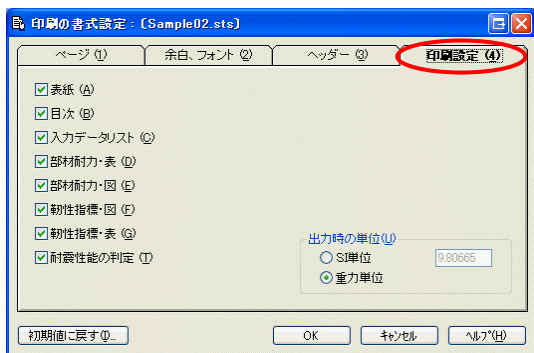 印刷の書式設定:(Sample02.sts)
ページ (1) 余白、フォント (2) ヘッダー (3) 印刷設定 (4)
表紙 (A)
目次 (B)
入力データリスト (C)
部材耐力・表 (D)
部材耐力・図 (E)
靭性指標・図 (F)
靭性指標・表 (G)
耐震性能の判定 (T)
出力時の単位(U)
SI単位 9.80665
重力単位
初期値に戻す(I)... OK キャンセル ヘルプ(H)